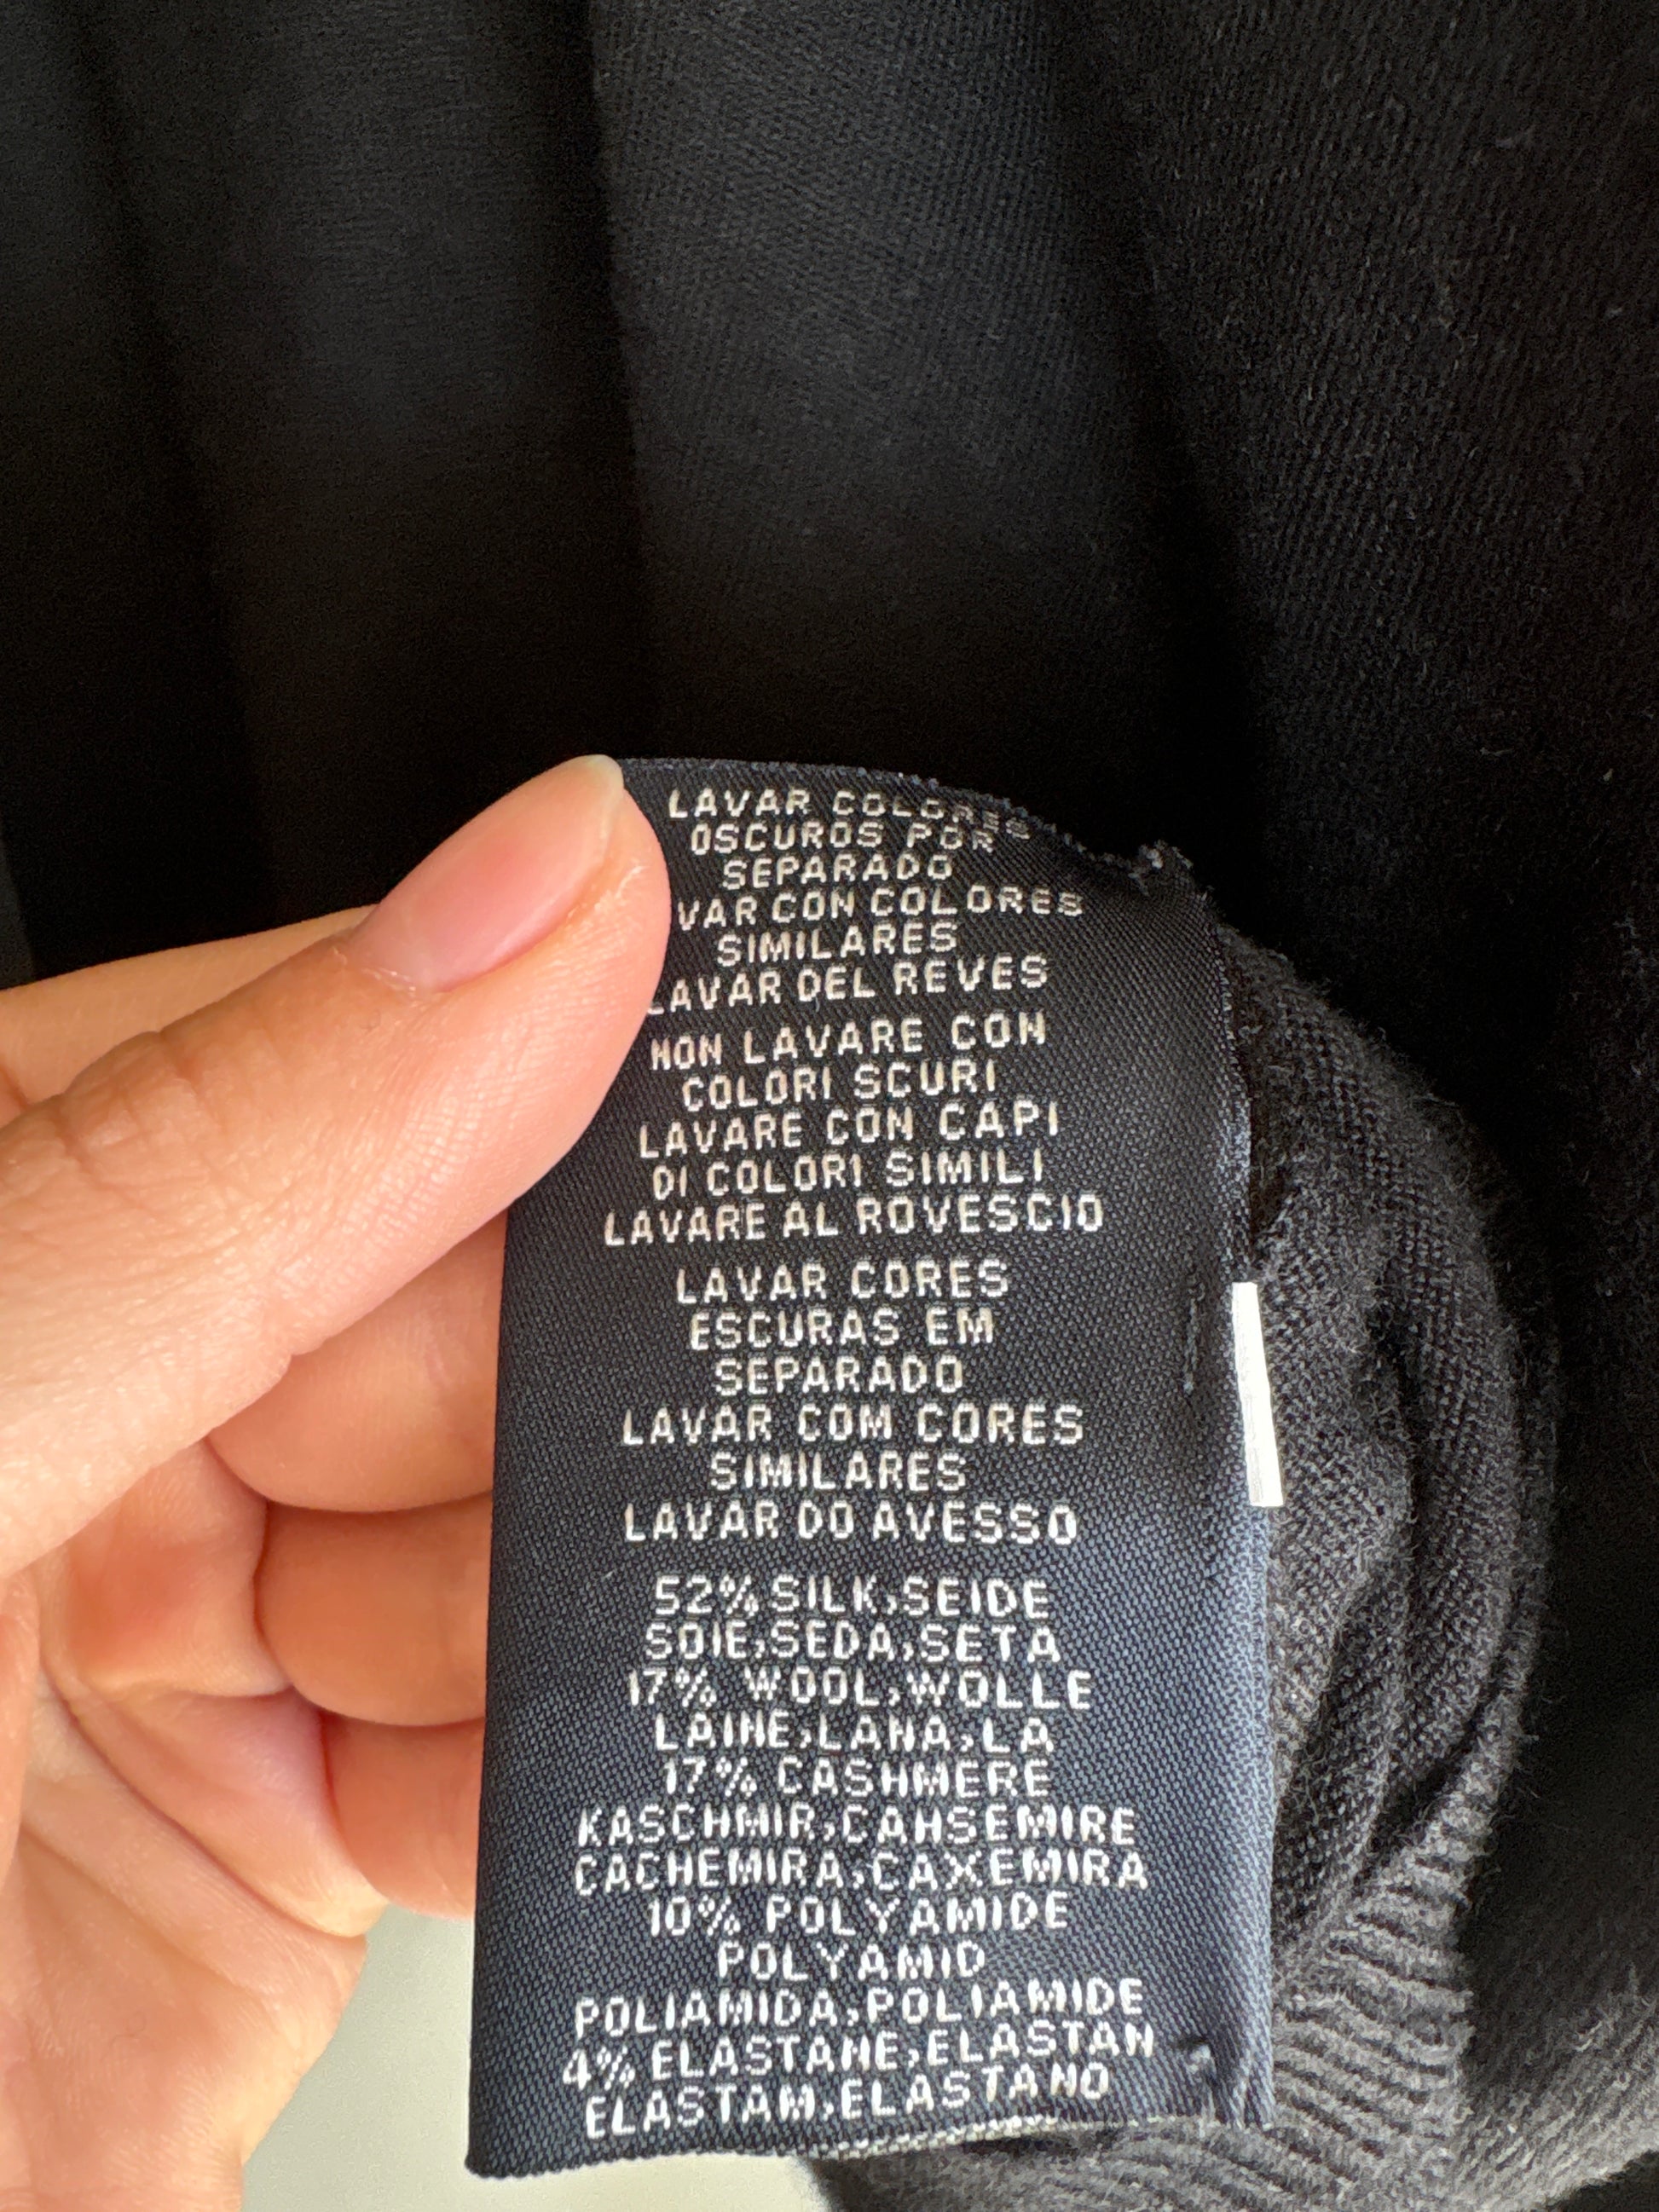 LAVAR COLORES
OSCUROS POR
SEPARADO
VAR CON COLORES
SIMILARES
LAVAR DEL REVES
NON LAVARE CON
COLORI SCURI
LAVARE CON CAPI
DI COLORI SIMILI
LAVARE AL ROVESCIO
LAVAR CORES
ESCURAS EM
SEPARADO
LAVAR COM CORES
SIMILARES
LAVAR DO AVESSO
52% SILK,SEIDE
SOIE,SEDA,SETA
17% WOOL,WOLLE
LAINE,LANA,LA
17% CASHMERE
KASCHMIR,CAHSEMIRE
CACHEMIRA,CAXEMIRA
10% POLYAMIDE
POLYAMID
POLIAMIDA,POLIAMIDE
4% ELASTANE,ELASTAN
ELASTAM,ELASTANO